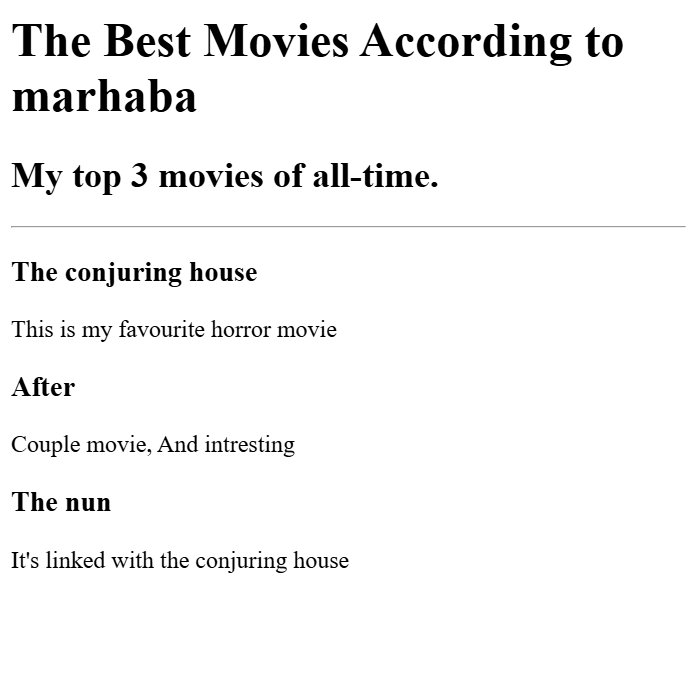 The Best Movies According to
marhaba
My top 3 movies of all-time.
The conjuring house
This is my favourite horror movie
After
Couple movie, And intresting
The nun
It's linked with the conjuring house